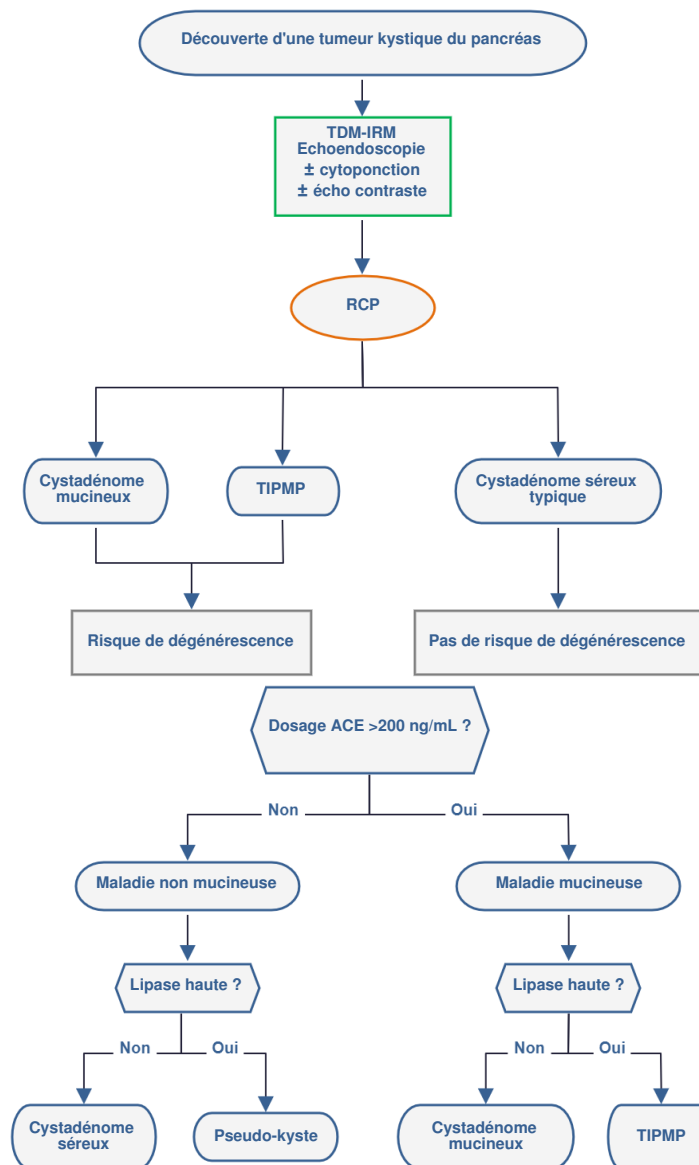 Découverte d'une tumeur kystique du pancréas
TDM-IRM
Echoendoscopie
± cytoponction
± écho contraste
RCP
Cystadénome
mucineux
TIPMP
Cystadénome séreux
typique
Risque de dégénérescence
Pas de risque de dégénérescence
Dosage ACE >200 ng/mL ?
Non
Oui
Maladie non mucineuse
Maladie mucineuse
Lipase haute ?
Lipase haute ?
Non
Oui
Non
Oui
Cystadénome
séreux
Pseudo-kyste
Cystadénome
mucineux
TIPMP